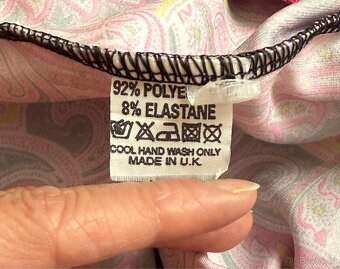 92% POLYE
8% ELASTANE
COOL HAND WASH ONLY
MADE IN U.K.